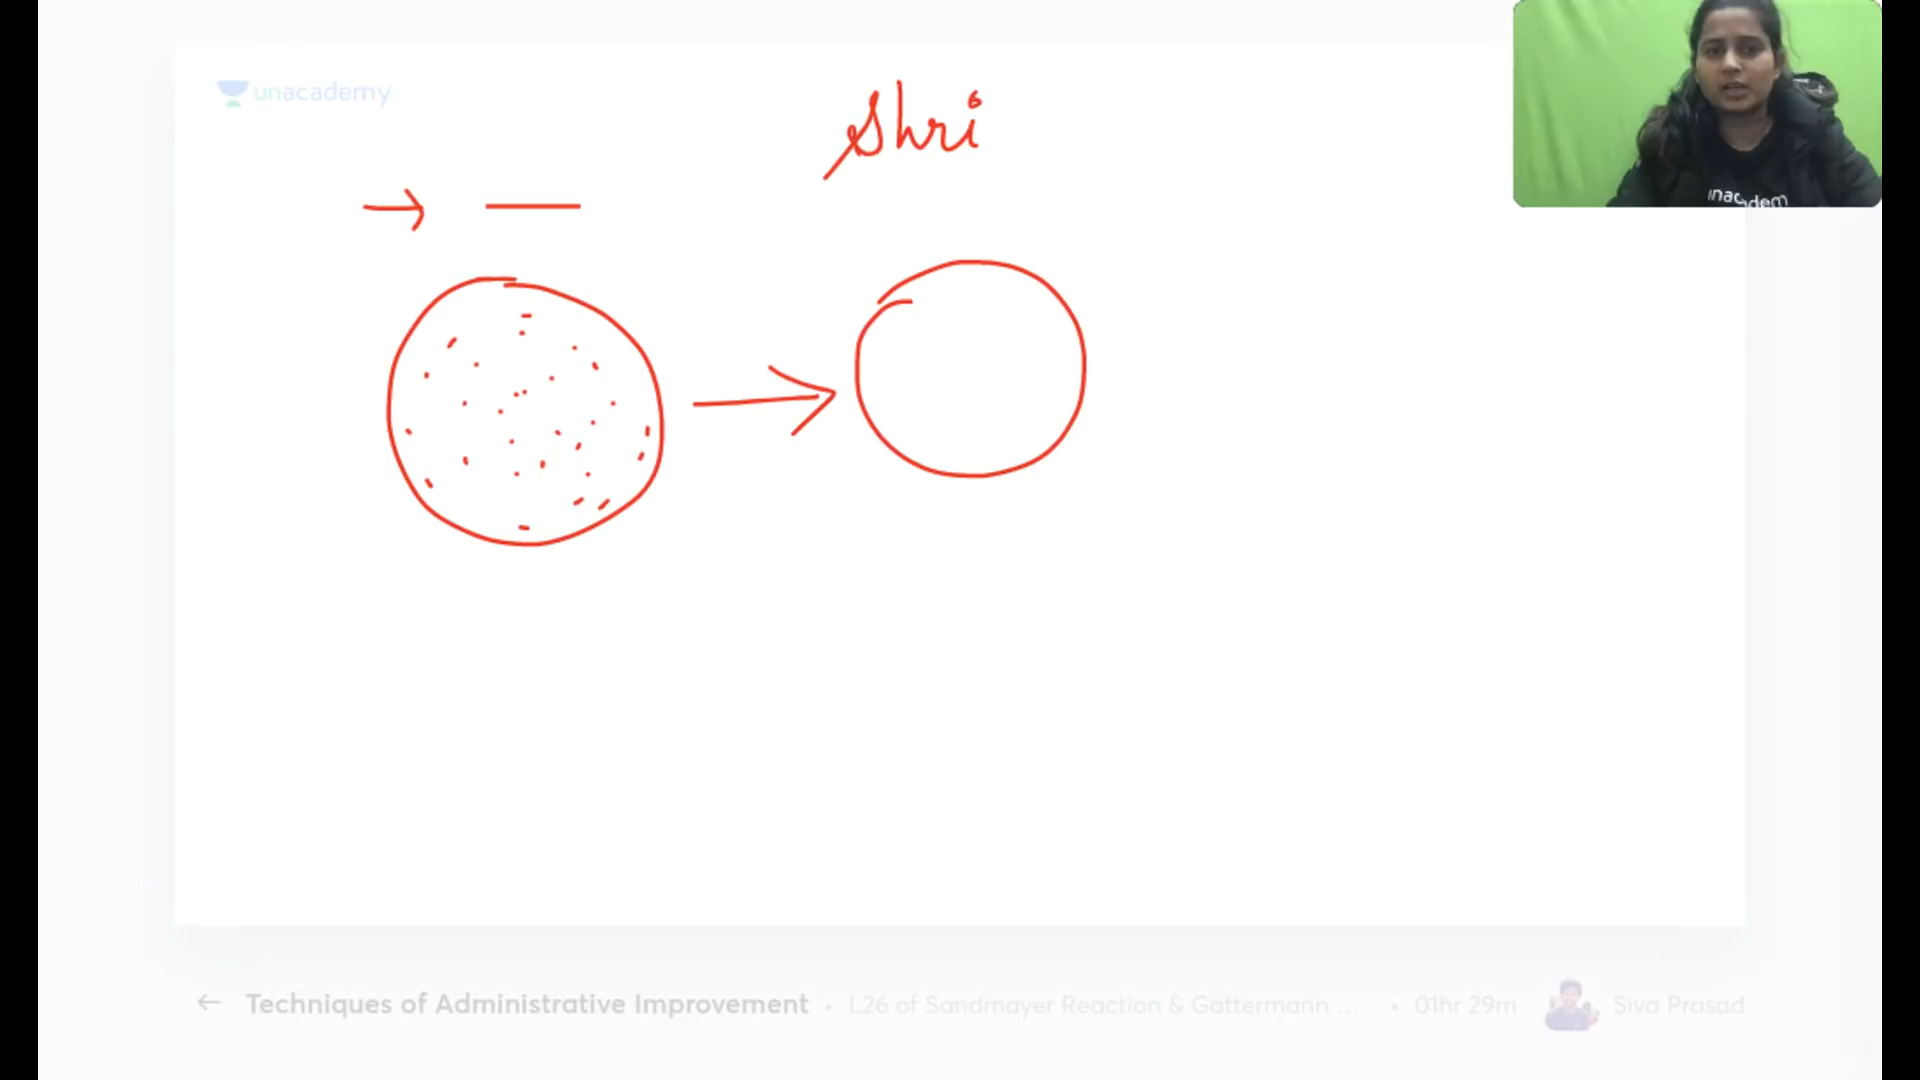 unacademy
Shri
unacadem
← Techniques of Administrative Improvement • L26 of Sandmayer Reaction & Gattermann ... • 01hr 29m Siva Prasad